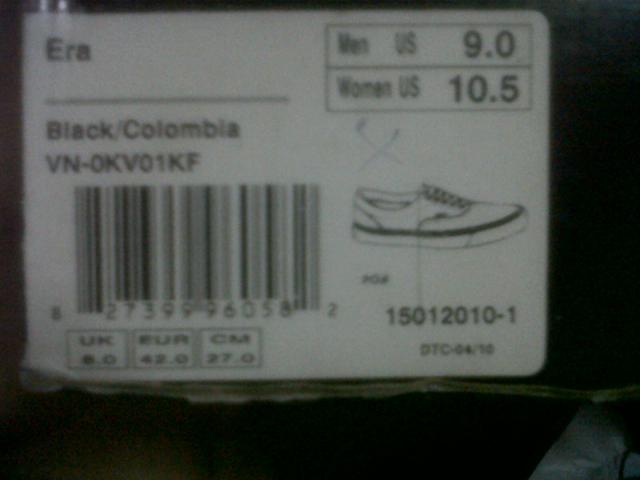 Era
Men US 9.0
Women US 10.5
Black/Colombia
VN-0KV01KF
8 27399 96058 2
15012010-1
DTC-04/10
UK EUR CM
8.0 42.0 27.0